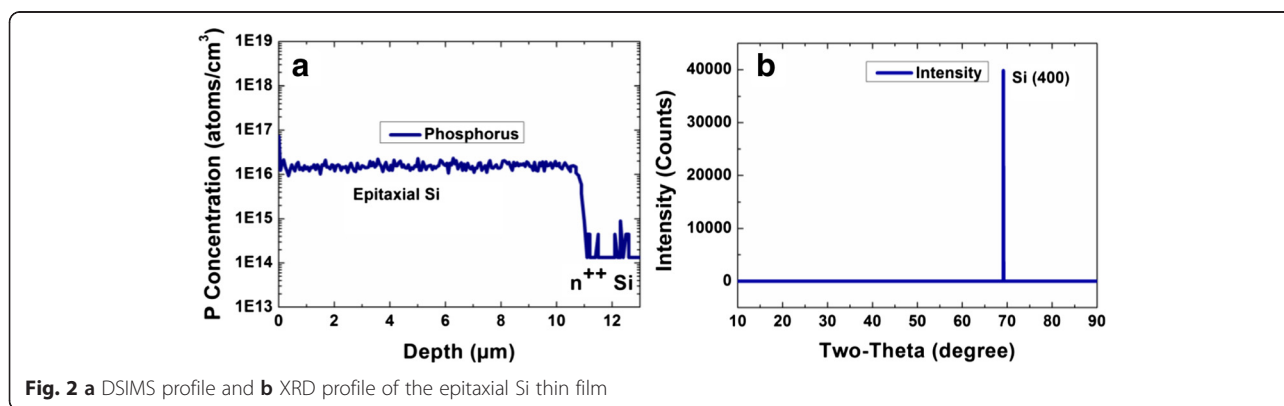 a
P Concentration (atoms/cm³)
1E19
1E18
1E17
1E16
1E15
1E14
1E13
Phosphorus
Epitaxial Si
n⁺⁺ Si
0 2 4 6 8 10 12
Depth (µm)
b
Intensity (Counts)
40000
30000
20000
10000
0
Intensity
Si (400)
10 20 30 40 50 60 70 80 90
Two-Theta (degree)
Fig. 2 a DSIMS profile and b XRD profile of the epitaxial Si thin film